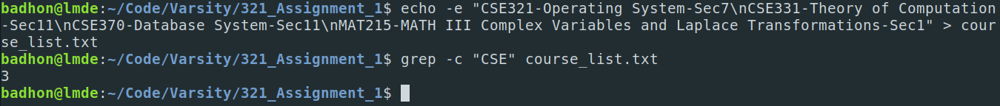 badhon@lmde:~/Code/Varsity/321_Assignment_1$ echo -e "CSE321-Operating System-Sec7\nCSE331-Theory of Computation
-Sec11\nCSE370-Database System-Sec11\nMAT215-MATH III Complex Variables and Laplace Transformations-Sec1" > cour
se_list.txt
badhon@lmde:~/Code/Varsity/321_Assignment_1$ grep -c "CSE" course_list.txt
3
badhon@lmde:~/Code/Varsity/321_Assignment_1$